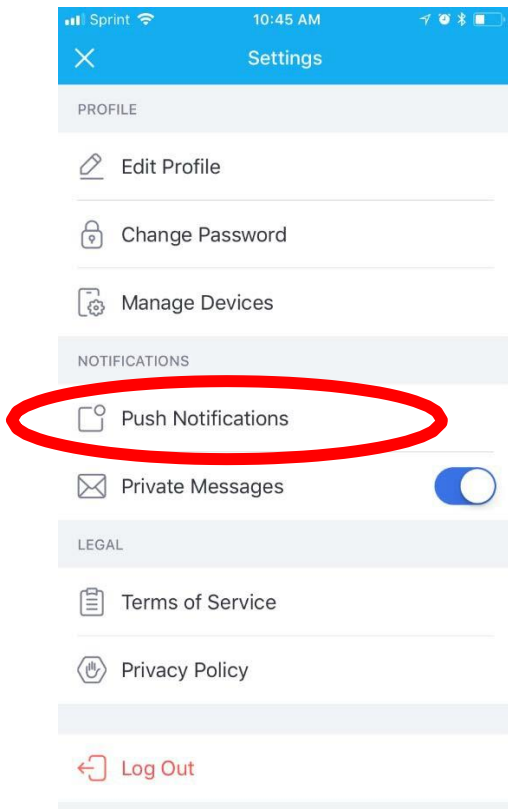 Sprint 10:45 AM
Settings
PROFILE
Edit Profile
Change Password
Manage Devices
NOTIFICATIONS
Push Notifications
Private Messages
LEGAL
Terms of Service
Privacy Policy
Log Out